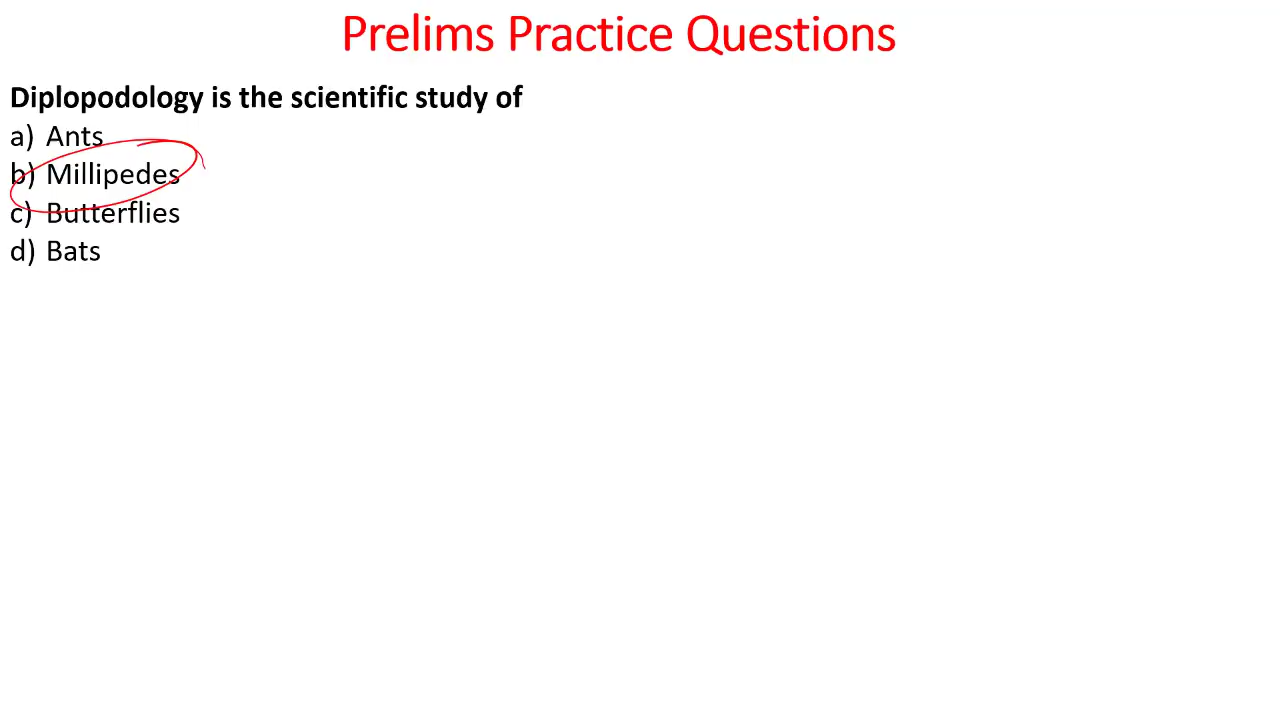 Prelims Practice Questions
Diplopodology is the scientific study of
a) Ants
b) Millipedes
c) Butterflies
d) Bats